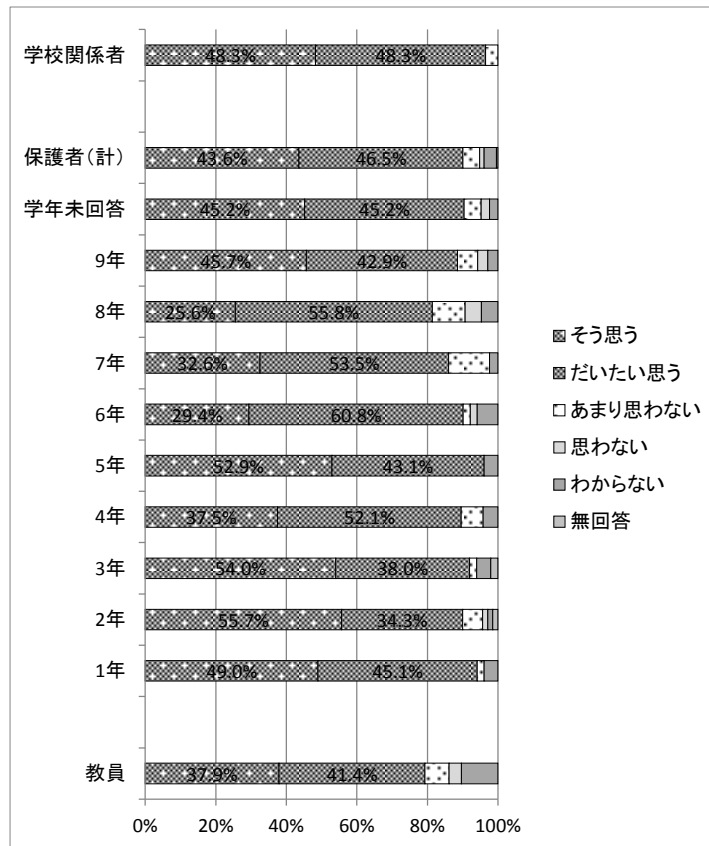 学校関係者
48.3% 48.3%
保護者(計)
43.6% 46.5%
学年未回答
45.2% 45.2%
9年
45.7% 42.9%
8年
25.6% 55.8%
7年
32.6% 53.5%
6年
29.4% 60.8%
5年
52.9% 43.1%
4年
37.5% 52.1%
3年
54.0% 38.0%
2年
55.7% 34.3%
1年
49.0% 45.1%
教員
37.9% 41.4%
0% 20% 40% 60% 80% 100%
そう思う
だいたい思う
あまり思わない
思わない
わからない
無回答